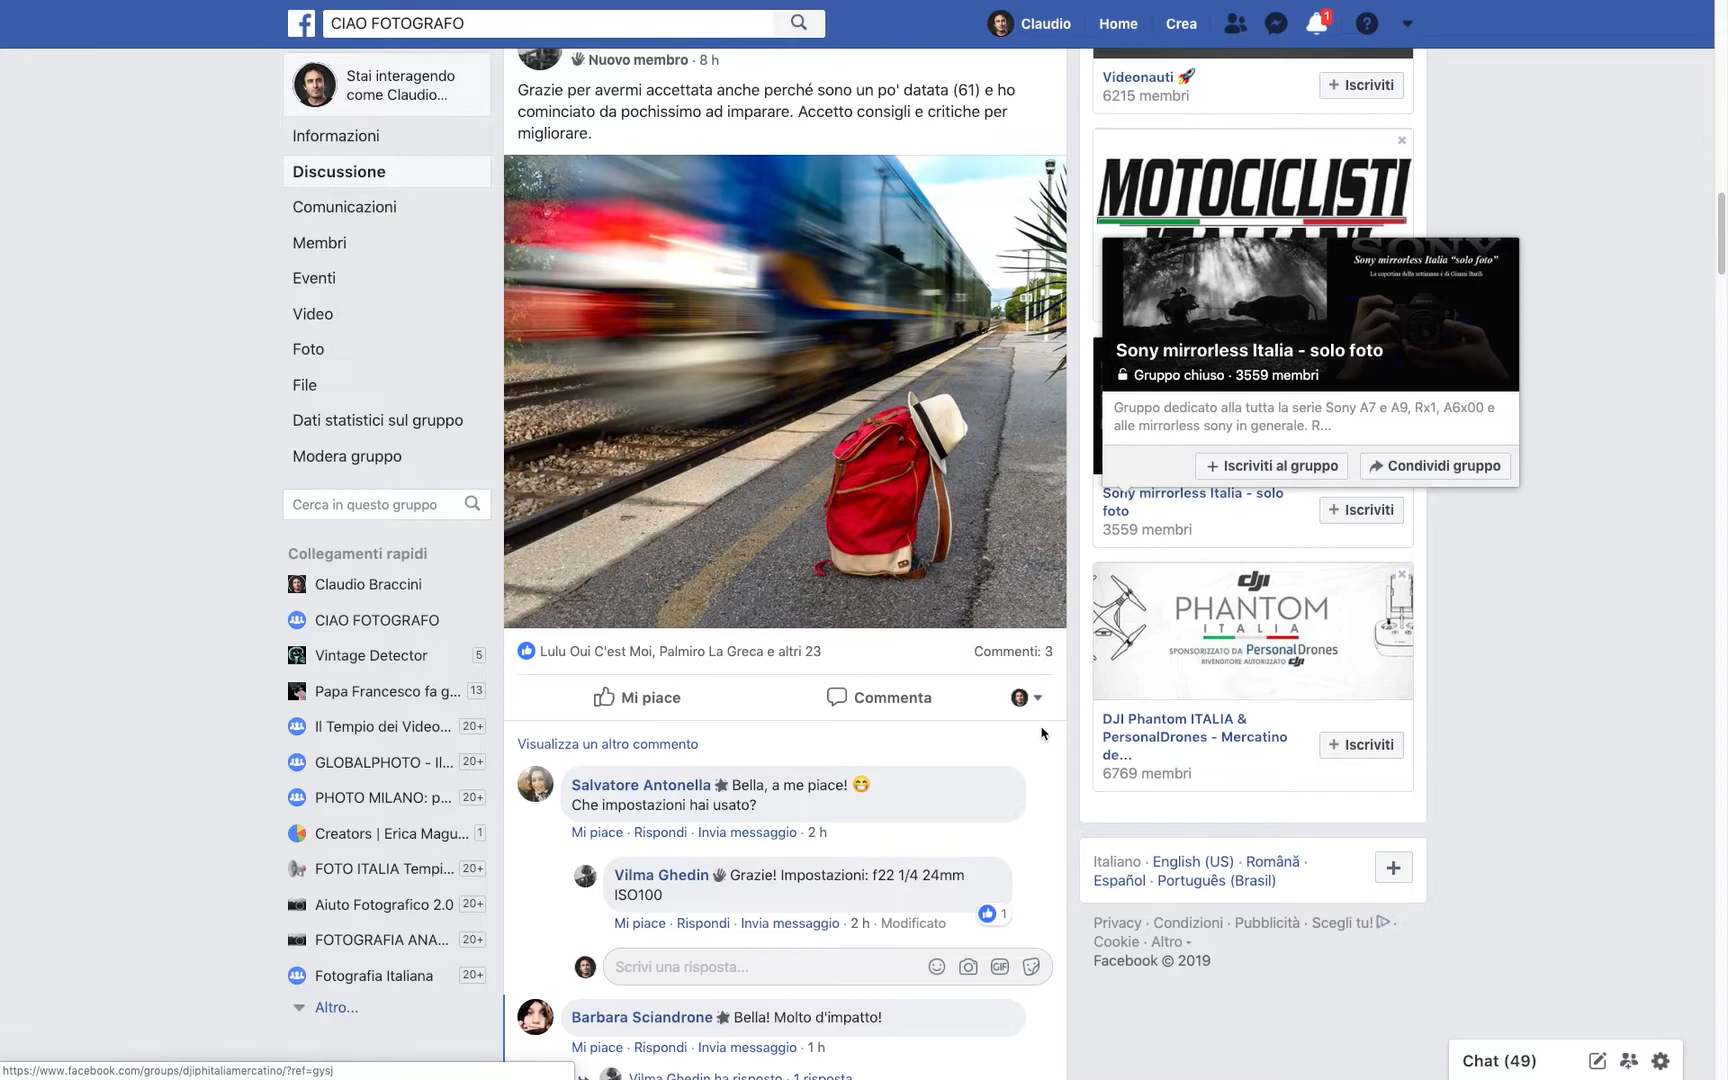 CIAO FOTOGRAFO
Claudio
Home
Crea
1
Stai interagendo
come Claudio...
Informazioni
Discussione
Comunicazioni
Membri
Eventi
Video
Foto
File
Dati statistici sul gruppo
Modera gruppo
Cerca in questo gruppo
Collegamenti rapidi
Claudio Braccini
CIAO FOTOGRAFO
Vintage Detector 5
Papa Francesco fa g... 13
Il Tempio dei Video... 20+
GLOBALPHOTO - Il... 20+
PHOTO MILANO: p... 20+
Creators | Erica Magu... 1
FOTO ITALIA Tempi... 20+
Aiuto Fotografico 2.0 20+
FOTOGRAFIA ANA... 20+
Fotografia Italiana 20+
Altro...
https://www.facebook.com/groups/djiphitaliamercatino/?ref=gysj
Nuovo membro · 8 h
Grazie per avermi accettata anche perché sono un po' datata (61) e ho
cominciato da pochissimo ad imparare. Accetto consigli e critiche per
migliorare.
Lulu Oui C'est Moi, Palmiro La Greca e altri 23
Commenti: 3
Mi piace
Commenta
Visualizza un altro commento
Salvatore Antonella Bella, a me piace! 😁
Che impostazioni hai usato?
Mi piace · Rispondi · Invia messaggio · 2 h
Vilma Ghedin Grazie! Impostazioni: f22 1/4 24mm
ISO100
1
Mi piace · Rispondi · Invia messaggio · 2 h · Modificato
Scrivi una risposta...
GIF
Barbara Sciandrone Bella! Molto d'impatto!
Mi piace · Rispondi · Invia messaggio · 1 h
Vilma Ghedin ha risposto · 1 risposta
Videonauti 🚀
6215 membri
+ Iscriviti
MOTOCICLISTI
SONY
Sony mirrorless Italia "solo foto"
La copertina della settimana è di Gianni Barili
Sony mirrorless Italia - solo foto
Gruppo chiuso · 3559 membri
Gruppo dedicato alla tutta la serie Sony A7 e A9, Rx1, A6x00 e
alle mirrorless sony in generale. R...
+ Iscriviti al gruppo
Condividi gruppo
Sony mirrorless Italia - solo
foto
3559 membri
+ Iscriviti
dji
PHANTOM
ITALIA
SPONSORIZZATO DA PersonalDrones
RIVENDITORE AUTORIZZATO dji
DJI Phantom ITALIA &
PersonalDrones - Mercatino
de...
6769 membri
+ Iscriviti
Italiano · English (US) · Română ·
Español · Português (Brasil)
Privacy · Condizioni · Pubblicità · Scegli tu! ·
Cookie · Altro
Facebook © 2019
Chat (49)